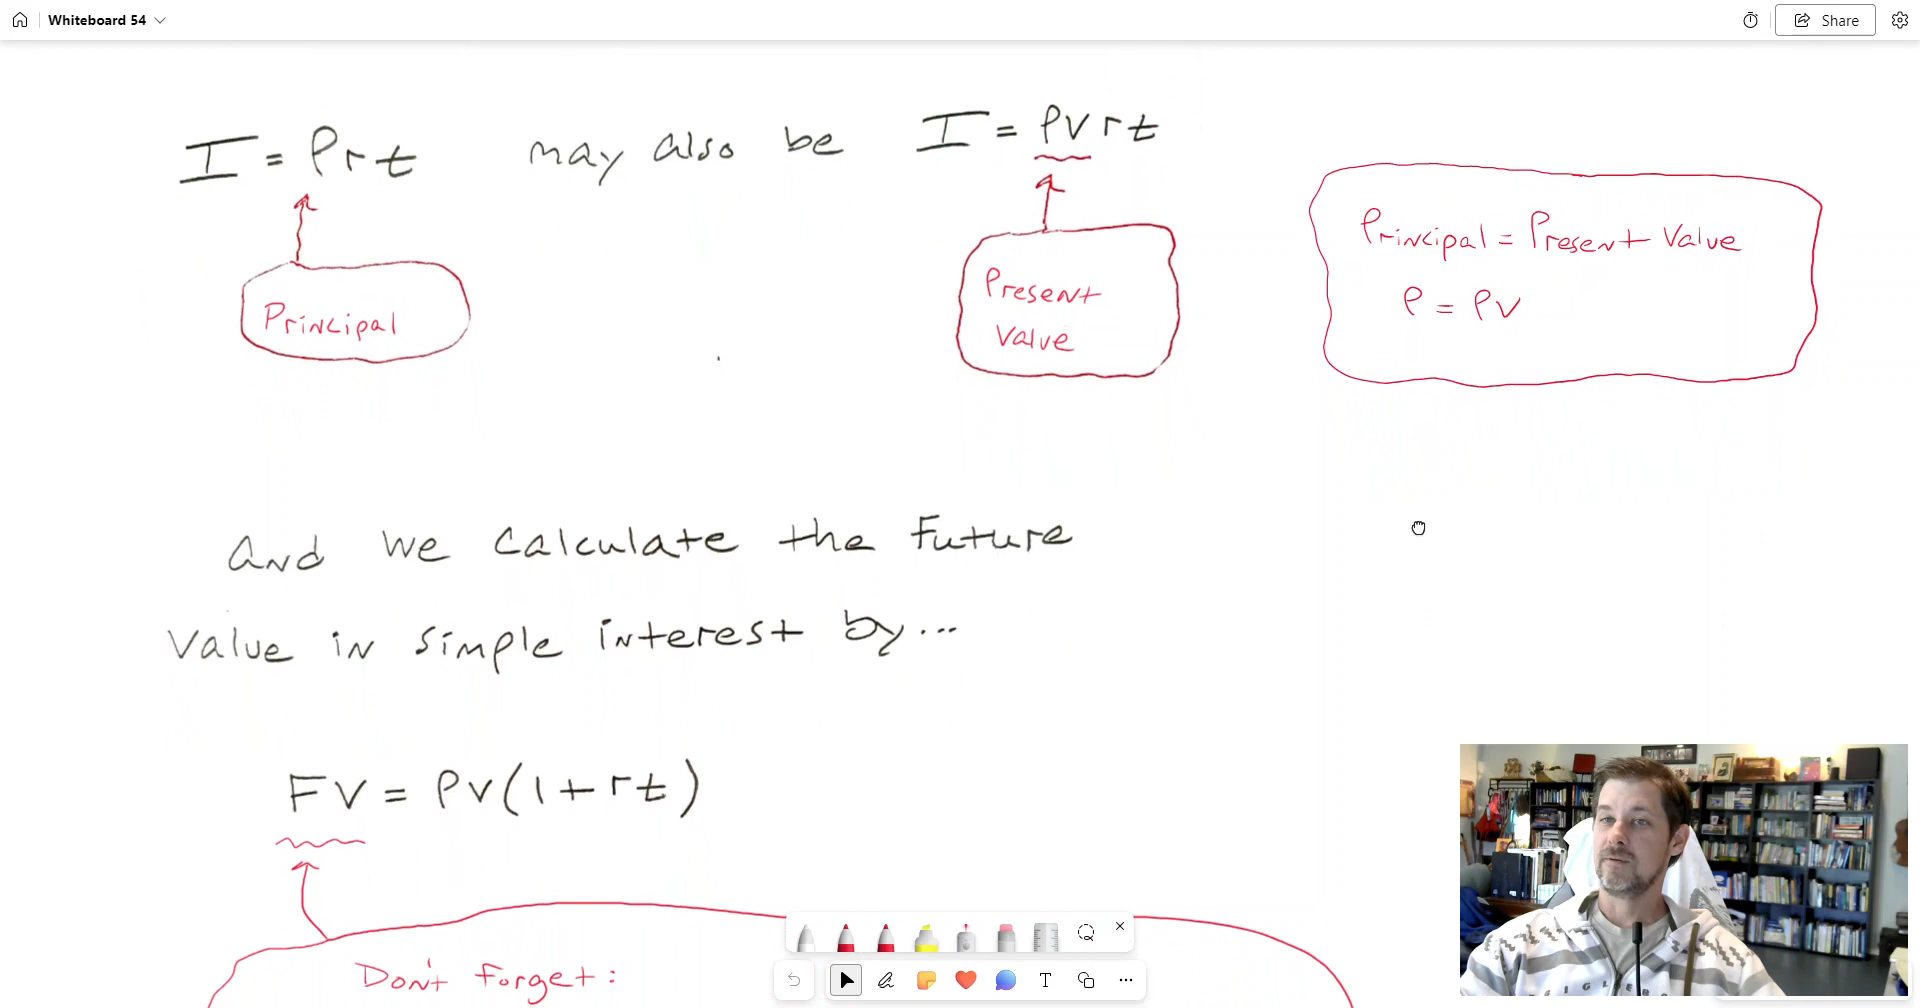 Whiteboard 54
Share
I = Prt may also be I = PVrt
Principal = Present Value
P = PV
Principal
Present
Value
And we calculate the Future
Value in simple interest by...
FV = PV(1+rt)
Don't forget: